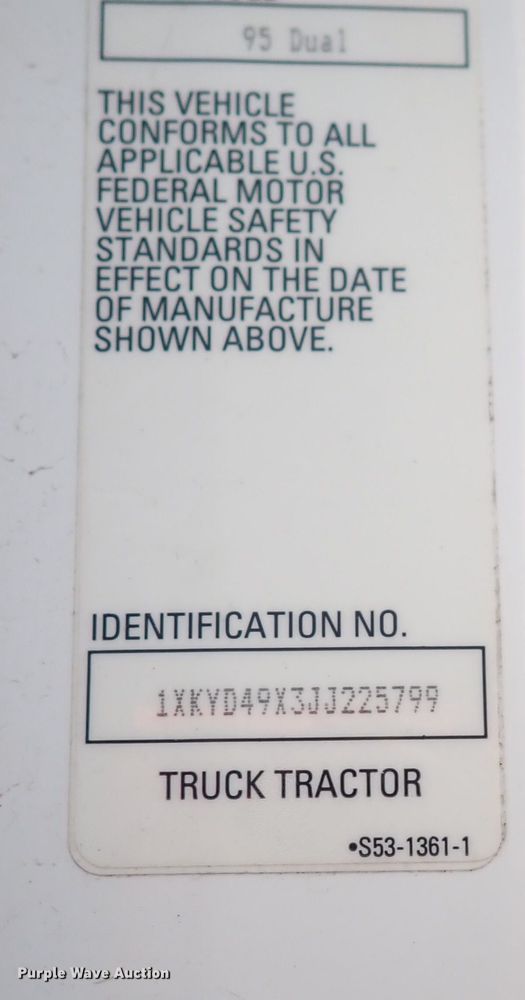 95 Dual
THIS VEHICLE
CONFORMS TO ALL
APPLICABLE U.S.
FEDERAL MOTOR
VEHICLE SAFETY
STANDARDS IN
EFFECT ON THE DATE
OF MANUFACTURE
SHOWN ABOVE.
IDENTIFICATION NO.
1XKYD49X3JJ225799
TRUCK TRACTOR
•S53-1361-1
Purple Wave Auction